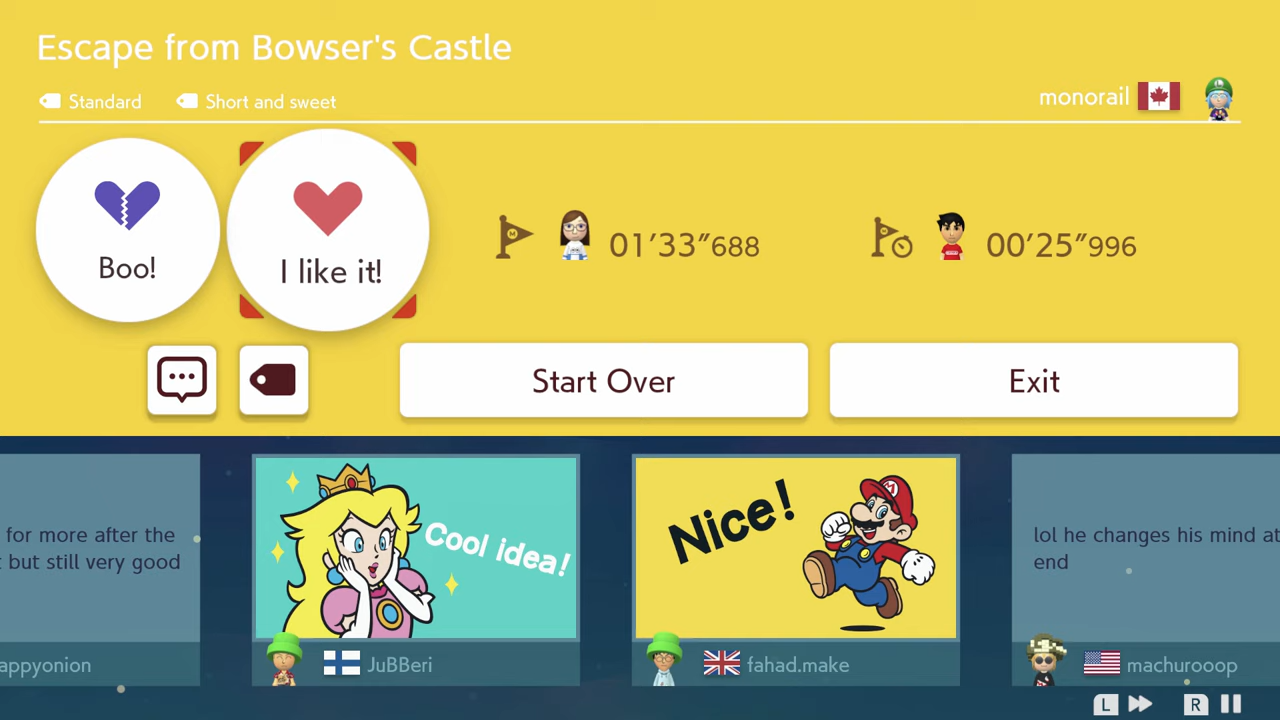 Escape from Bowser's Castle
Standard
Short and sweet
monorail
Boo!
I like it!
01'33"688
00'25"996
Start Over
Exit
for more after the
but still very good
appyonion
Cool idea!
JuBBeri
Nice!
fahad.make
lol he changes his mind at
end
machurooop
L
R